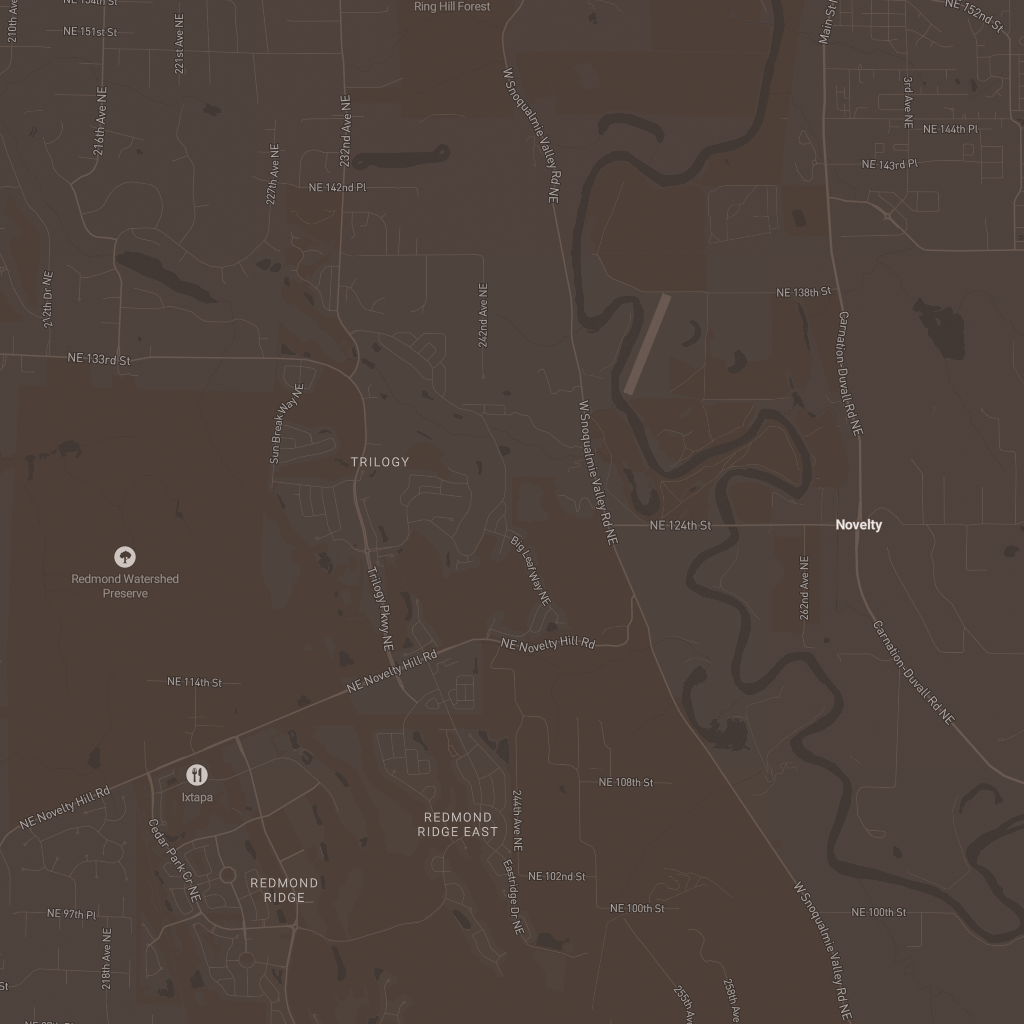 Ring Hill Forest
NE 151st St
210th Ave NE
221st Ave NE
Main St
NE 152nd St
216th Ave NE
232nd Ave NE
W Snoqualmie Valley Rd NE
3rd Ave NE
NE 144th Pl
NE 143rd Pl
227th Ave NE
NE 142nd Pl
212th Dr NE
242nd Ave NE
NE 138th St
NE 133rd St
Carnation-Duvall Rd NE
Sun Break Way NE
W Snoqualmie Valley Rd NE
TRILOGY
NE 124th St
Novelty
Redmond Watershed
Preserve
Big Leaf Way NE
262nd Ave NE
Trilogy Pkwy NE
NE Novelty Hill Rd
NE Novelty Hill Rd
Carnation-Duvall Rd NE
NE 114th St
Ixtapa
NE 108th St
NE Novelty Hill Rd
244th Ave NE
REDMOND
RIDGE EAST
Cedar Park Cr NE
REDMOND
RIDGE
Eastridge Dr NE
NE 102nd St
NE 97th Pl
NE 100th St
NE 100th St
W Snoqualmie Valley Rd NE
218th Ave NE
St
255th Av
258th Ave